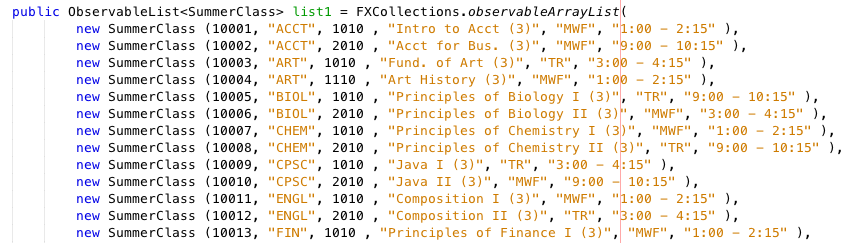 public ObservableList<SummerClass> list1 = FXCollections.observableArrayList(
new SummerClass (10001, "ACCT", 1010 , "Intro to Acct (3)", "MWF", "1:00 - 2:15" ),
new SummerClass (10002, "ACCT", 2010 , "Acct for Bus. (3)", "MWF", "9:00 - 10:15" ),
new SummerClass (10003, "ART", 1010 , "Fund. of Art (3)", "TR", "3:00 - 4:15" ),
new SummerClass (10004, "ART", 1110 , "Art History (3)", "MWF", "1:00 - 2:15" ),
new SummerClass (10005, "BIOL", 1010 , "Principles of Biology I (3)", "TR", "9:00 - 10:15" ),
new SummerClass (10006, "BIOL", 2010 , "Principles of Biology II (3)", "MWF", "3:00 - 4:15" ),
new SummerClass (10007, "CHEM", 1010 , "Principles of Chemistry I (3)", "MWF", "1:00 - 2:15" ),
new SummerClass (10008, "CHEM", 2010 , "Principles of Chemistry II (3)", "TR", "9:00 - 10:15" ),
new SummerClass (10009, "CPSC", 1010 , "Java I (3)", "TR", "3:00 - 4:15" ),
new SummerClass (10010, "CPSC", 2010 , "Java II (3)", "MWF", "9:00 - 10:15" ),
new SummerClass (10011, "ENGL", 1010 , "Composition I (3)", "MWF", "1:00 - 2:15" ),
new SummerClass (10012, "ENGL", 2010 , "Composition II (3)", "TR", "3:00 - 4:15" ),
new SummerClass (10013, "FIN", 1010 , "Principles of Finance I (3)", "MWF", "1:00 - 2:15" ),